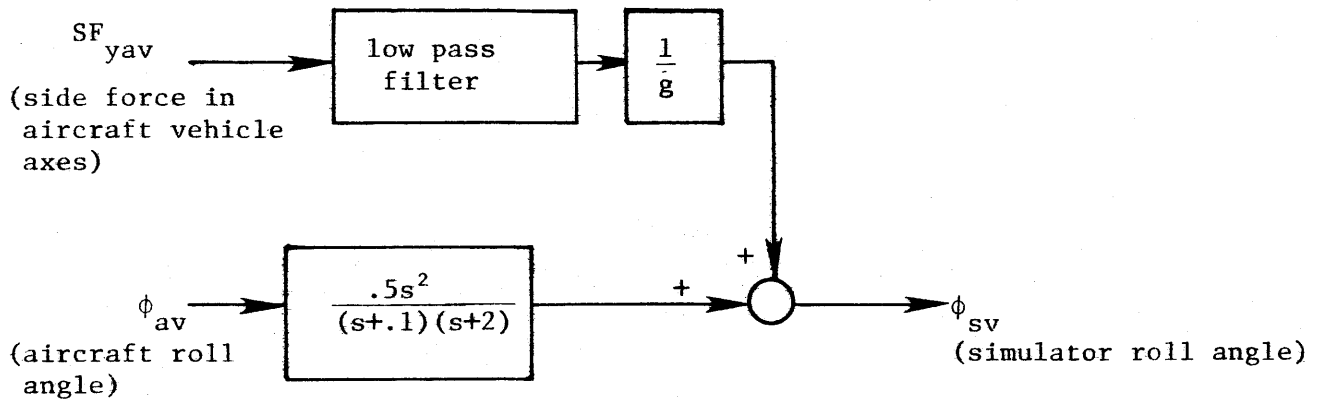 SF yav
(side force in
aircraft vehicle
axes)
low pass
filter
1
g
+
ϕ av
(aircraft roll
angle)
.5s²
(s+.1)(s+2)
+
ϕ sv
(simulator roll angle)